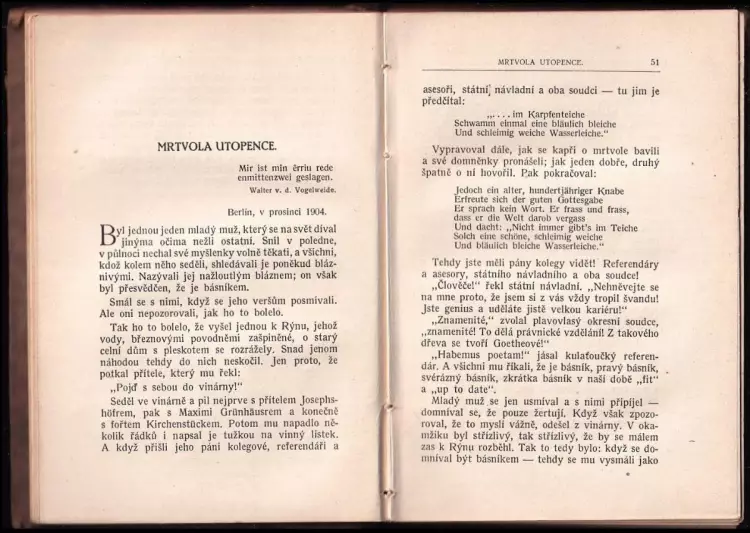 MRTVOLA UTOPENCE.
Mir ist min êrriu rede
enmittenzwei geslagen.
Walter v. d. Vogelweide.
Berlín, v prosinci 1904.
Byl jednou jeden mladý muž, který se na svět díval
jinýma očima nežli ostatní. Snil v poledne,
v půlnoci nechal své myšlenky volně těkati, a všichni,
kdož kolem něho seděli, shledávali je poněkud bláz-
nivými. Nazývali jej nažloutlým bláznem; on však
byl přesvědčen, že je básníkem.
Smál se s nimi, když se jeho veršům posmívali.
Ale oni nepozorovali, jak ho to bolelo.
Tak ho to bolelo, že vyšel jednou k Rýnu, jehož
vody, březnovými povodněmi zašpiněné, o starý
celní dům s pleskotem se rozrážely. Snad jenom
náhodou tehdy do nich neskočil. Jen proto, že
potkal přítele, který mu řekl:
„Pojď s sebou do vinárny!"
Seděl ve vinárně a pil nejprve s přítelem Josephs-
höfrem, pak s Maximi Grünhäusrem a konečně
s fořtem Kirchenstückem. Potom mu napadlo ně-
kolik řádků i napsal je tužkou na vinný lístek.
A když přišli jeho páni kolegové, referendáři a
MRTVOLA UTOPENCE. 51
asesoři, státní návladní a oba soudci — tu jim je
předčítal:
„.... im Karpfenteiche
Schwamm einmal eine bläulich bleiche
Und schleimig weiche Wasserleiche."
Vypravoval dále, jak se kapři o mrtvole bavili
a své domněnky pronášeli; jak jeden dobře, druhý
špatně o ní hovořil. Pak pokračoval:
Jedoch ein alter, hundertjähriger Knabe
Erfreute sich der guten Gottesgabe
Er sprach kein Wort. Er frass und frass,
dass er die Welt darob vergass
Und dacht: „Nicht immer gibt's im Teiche
Solch eine schöne, schleimig weiche
Und bläulich bleiche Wasserleiche."
Tehdy jste měli pány kolegy vidět! Referendáry
a asesory, státního návladního a oba soudce!
„Člověče!" řekl státní návladní. „Nehněvejte se
na mne proto, že jsem si z vás vždy tropil švandu!
Jste genius a uděláte jistě velkou kariéru!"
„Znamenité," zvolal plavovlasý okresní soudce,
„znamenité! To dělá právnické vzdělání! Z takového
dřeva se tvoří Goetheové!"
„Habemus poetam!" jásal kulaťoučký referen-
dár. A všichni mu říkali, že je básník, pravý básník,
svérázný básník, zkrátka básník v naší době „fit"
a „up to date".
Mladý muž se jen usmíval a s nimi připíjel —
domníval se, že pouze žertují. Když však zpozo-
roval, že to myslí vážně, odešel z vinárny. V oka-
mžiku byl střízlivý, tak střízlivý, že by se málem
zas k Rýnu rozběhl. Tak to tedy bylo: když se do-
mníval být básníkem — tehdy se mu vysmáli jako